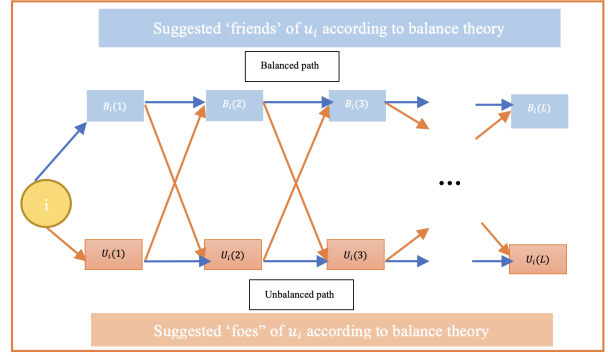 Suggested ‘friends’ of u_i according to balance theory
Balanced path
B_i(1) B_i(2) B_i(3) B_i(L)
i
...
U_i(1) U_i(2) U_i(3) U_i(L)
Unbalanced path
Suggested ‘foes” of u_i according to balance theory